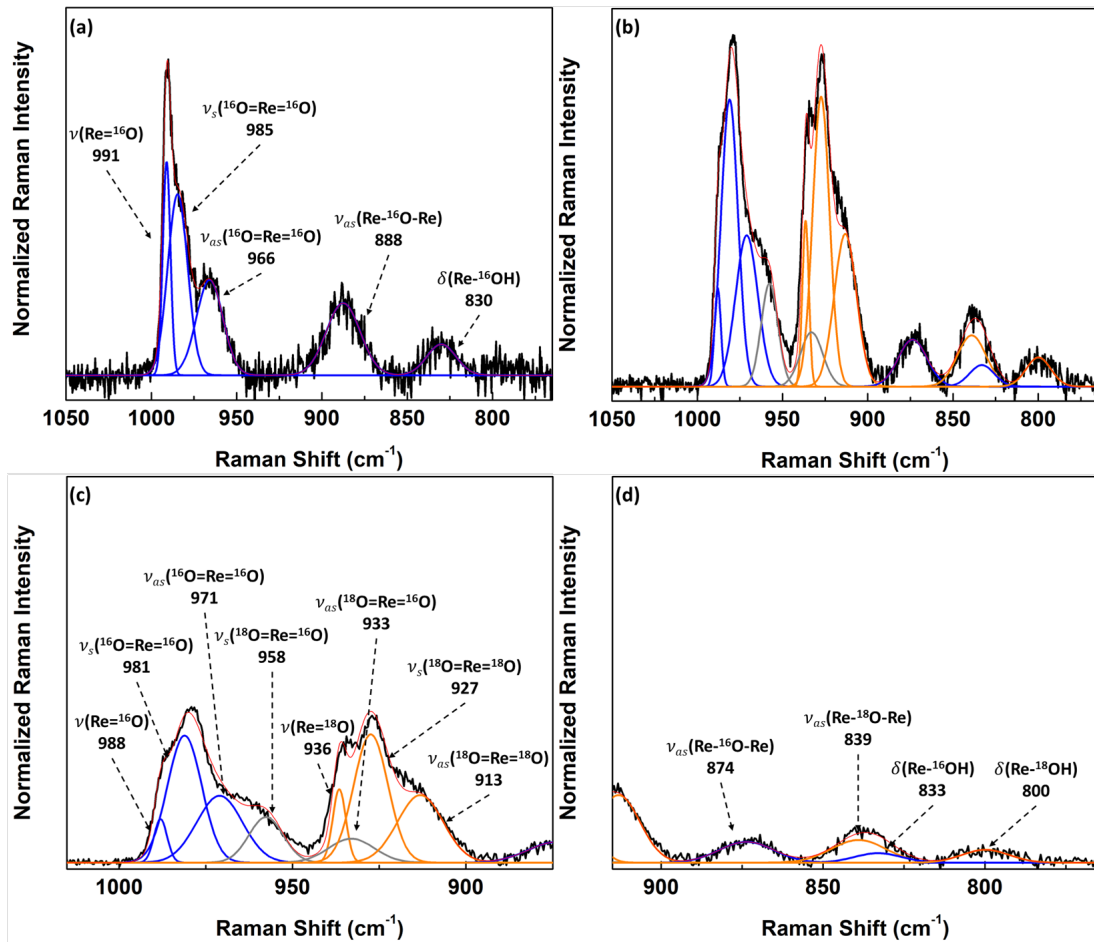 (a)
Normalized Raman Intensity
ν(Re=¹⁶O)
991
νₛ(¹⁶O=Re=¹⁶O)
985
νₐₛ(¹⁶O=Re=¹⁶O)
966
νₐₛ(Re-¹⁶O-Re)
888
δ(Re-¹⁶OH)
830
1050 1000 950 900 850 800
Raman Shift (cm⁻¹)
(b)
Normalized Raman Intensity
1050 1000 950 900 850 800
Raman Shift (cm⁻¹)
(c)
Normalized Raman Intensity
νₐₛ(¹⁶O=Re=¹⁶O)
971
νₛ(¹⁶O=Re=¹⁶O)
981
ν(Re=¹⁶O)
988
νₛ(¹⁸O=Re=¹⁶O)
958
νₐₛ(¹⁸O=Re=¹⁶O)
933
ν(Re=¹⁸O)
936
νₛ(¹⁸O=Re=¹⁸O)
927
νₐₛ(¹⁸O=Re=¹⁸O)
913
1000 950 900
Raman Shift (cm⁻¹)
(d)
Normalized Raman Intensity
νₐₛ(Re-¹⁶O-Re)
874
νₐₛ(Re-¹⁸O-Re)
839
δ(Re-¹⁶OH)
833
δ(Re-¹⁸OH)
800
900 850 800
Raman Shift (cm⁻¹)